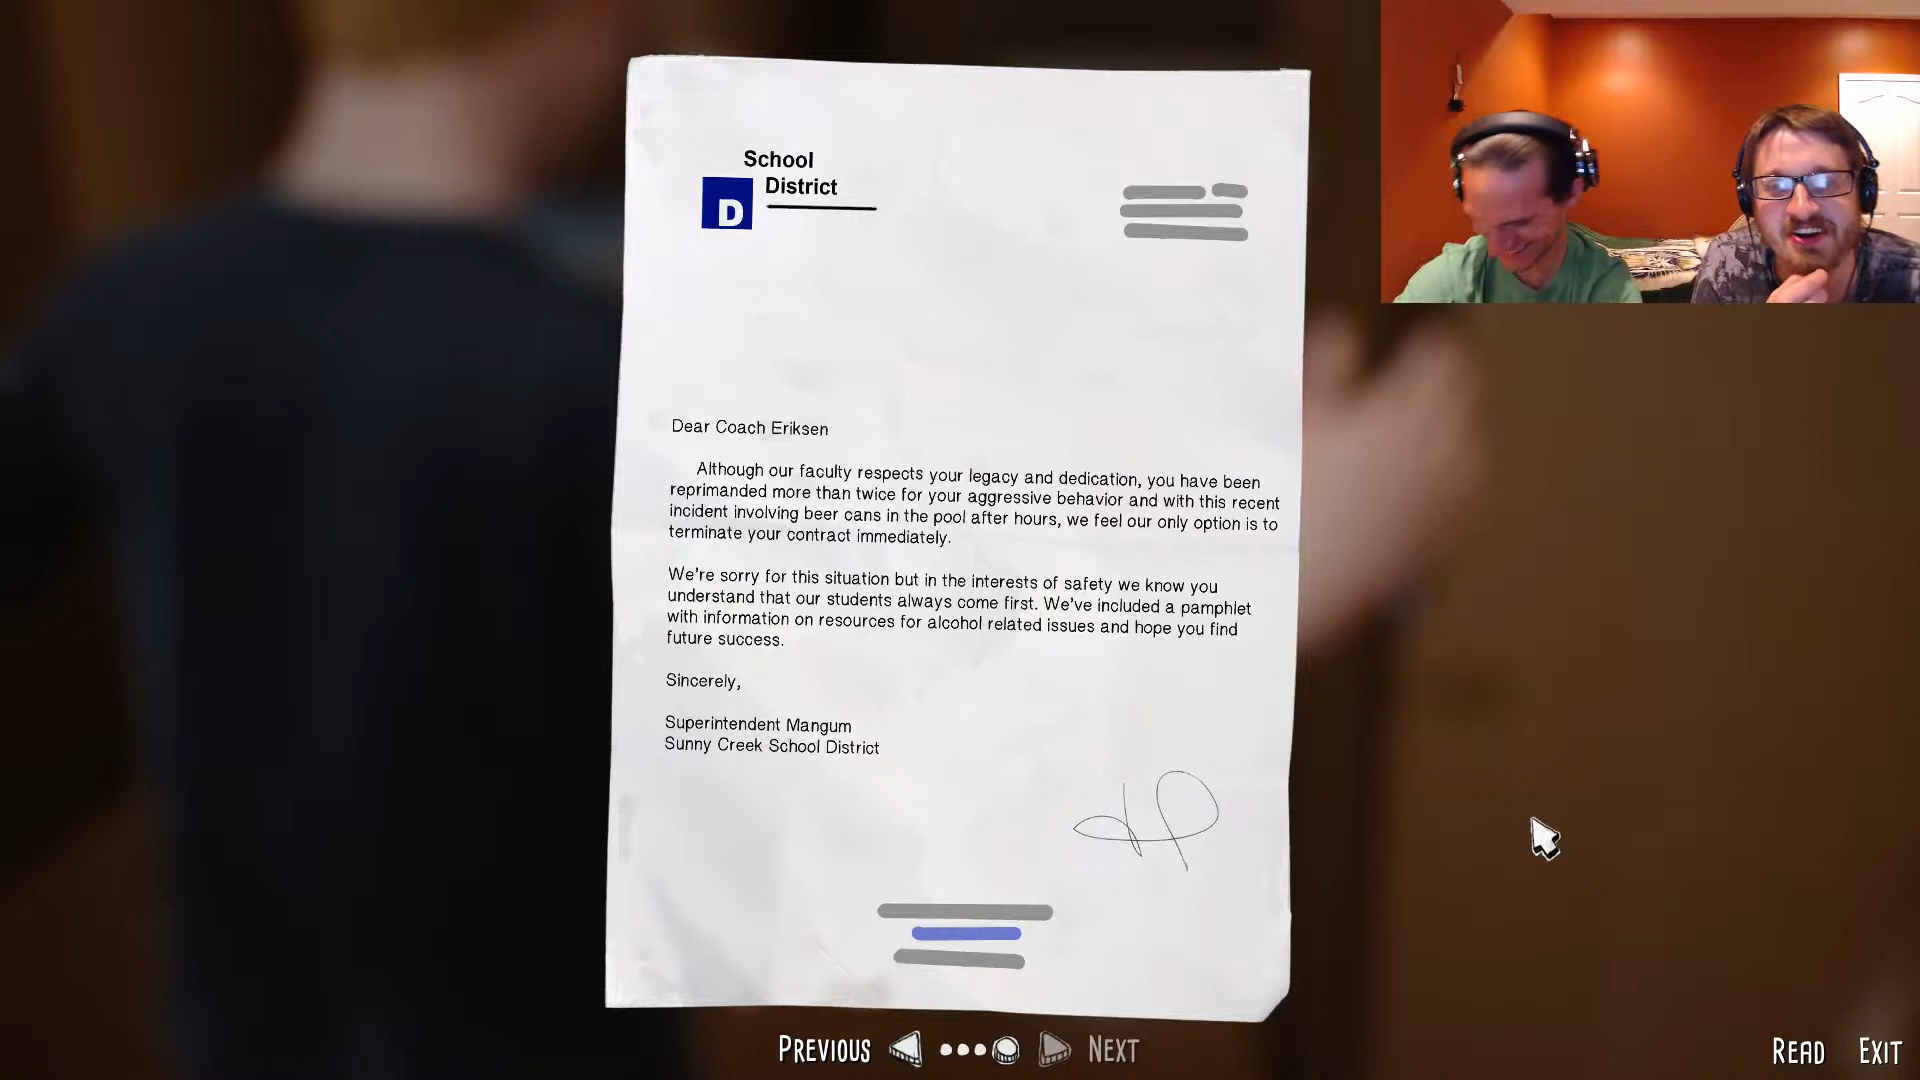 School
District
D
Dear Coach Eriksen
Although our faculty respects your legacy and dedication, you have been
reprimanded more than twice for your aggressive behavior and with this recent
incident involving beer cans in the pool after hours, we feel our only option is to
terminate your contract immediately.
We're sorry for this situation but in the interests of safety we know you
understand that our students always come first. We've included a pamphlet
with information on resources for alcohol related issues and hope you find
future success.
Sincerely,
Superintendent Mangum
Sunny Creek School District
PREVIOUS
NEXT
READ
EXIT